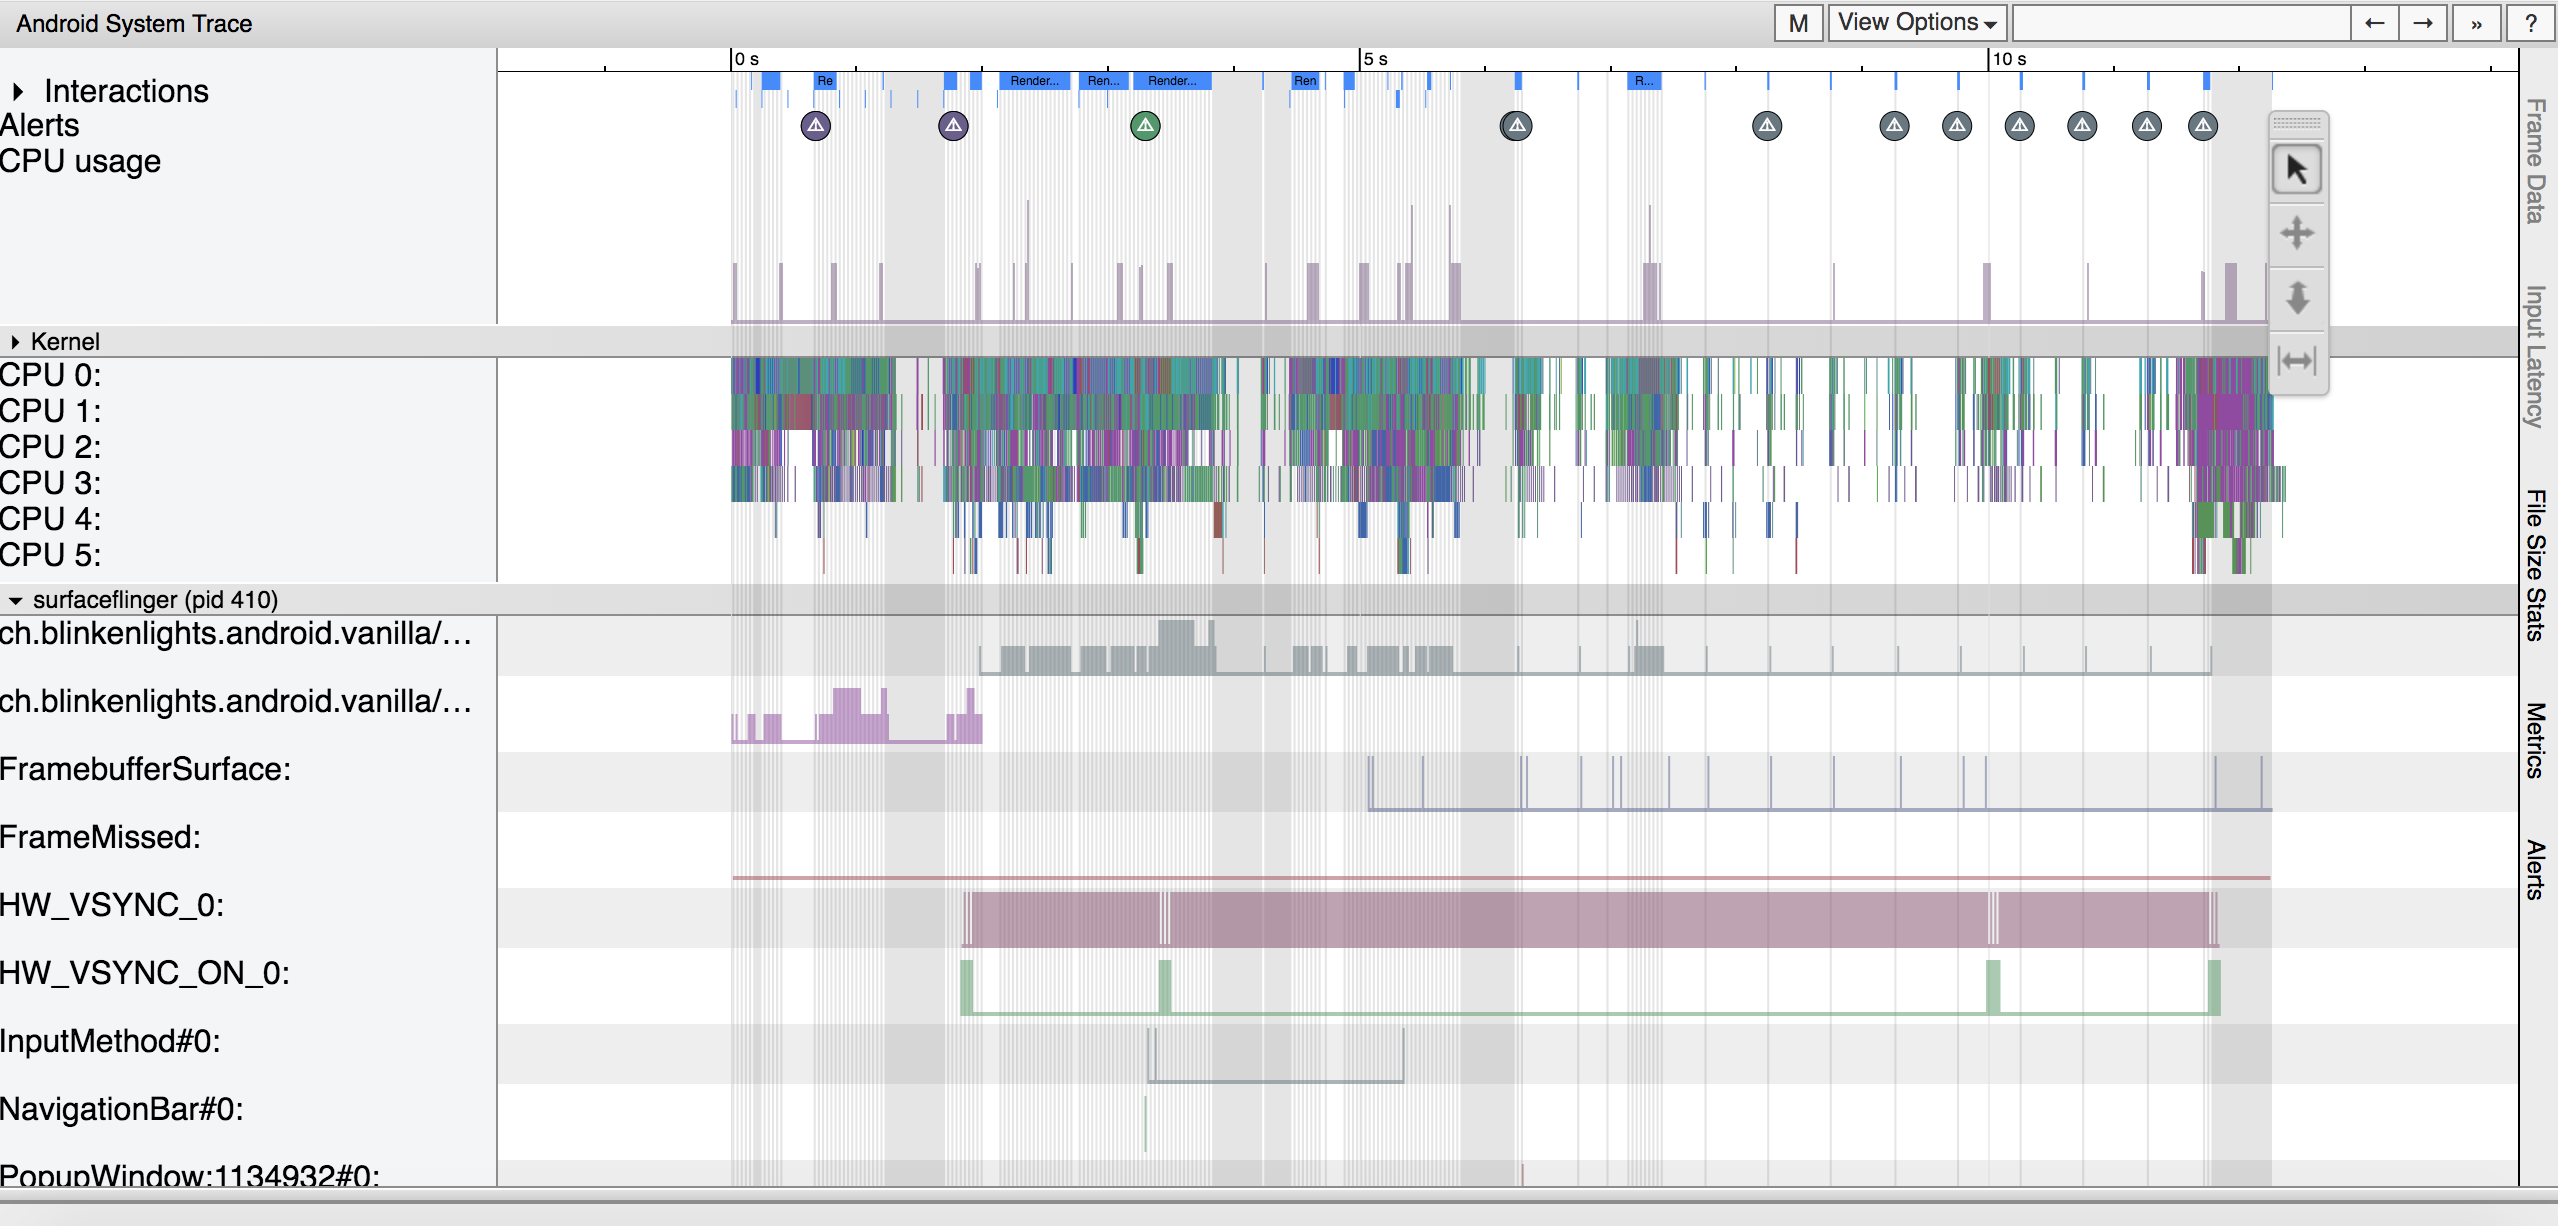 Android System Trace
M
View Options
»
?
0 s
5 s
10 s
Interactions
Re
Render...
Ren...
Render...
Ren
R...
Alerts
CPU usage
Kernel
CPU 0:
CPU 1:
CPU 2:
CPU 3:
CPU 4:
CPU 5:
surfaceflinger (pid 410)
ch.blinkenlights.android.vanilla/...
ch.blinkenlights.android.vanilla/...
FramebufferSurface:
FrameMissed:
HW_VSYNC_0:
HW_VSYNC_ON_0:
InputMethod#0:
NavigationBar#0:
PopupWindow:1134932#0:
Frame Data
Input Latency
File Size Stats
Metrics
Alerts